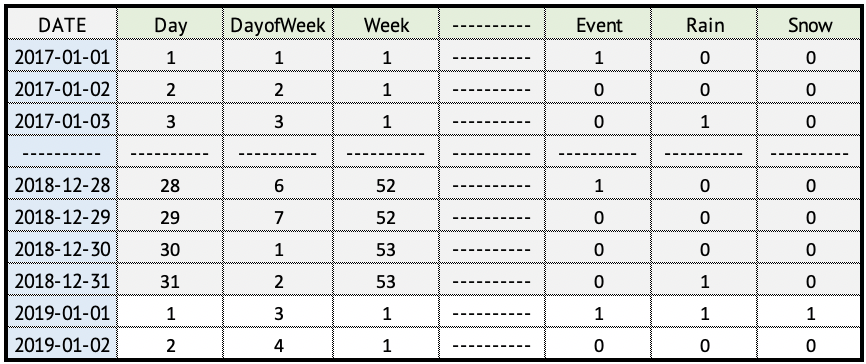 DATE Day DayofWeek Week ---------- Event Rain Snow
2017-01-01 1 1 1 ---------- 1 0 0
2017-01-02 2 2 1 ---------- 0 0 0
2017-01-03 3 3 1 ---------- 0 1 0
---------- ---------- ---------- ---------- ---------- ---------- ---------- ----------
2018-12-28 28 6 52 ---------- 1 0 0
2018-12-29 29 7 52 ---------- 0 0 0
2018-12-30 30 1 53 ---------- 0 0 0
2018-12-31 31 2 53 ---------- 0 1 0
2019-01-01 1 3 1 ---------- 1 1 1
2019-01-02 2 4 1 ---------- 0 0 0